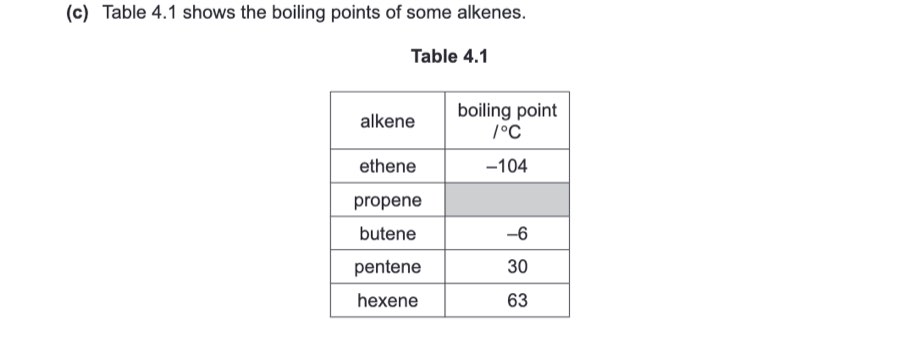 (c) Table 4.1 shows the boiling points of some alkenes.
Table 4.1
alkene boiling point
/°C
ethene –104
propene
butene –6
pentene 30
hexene 63